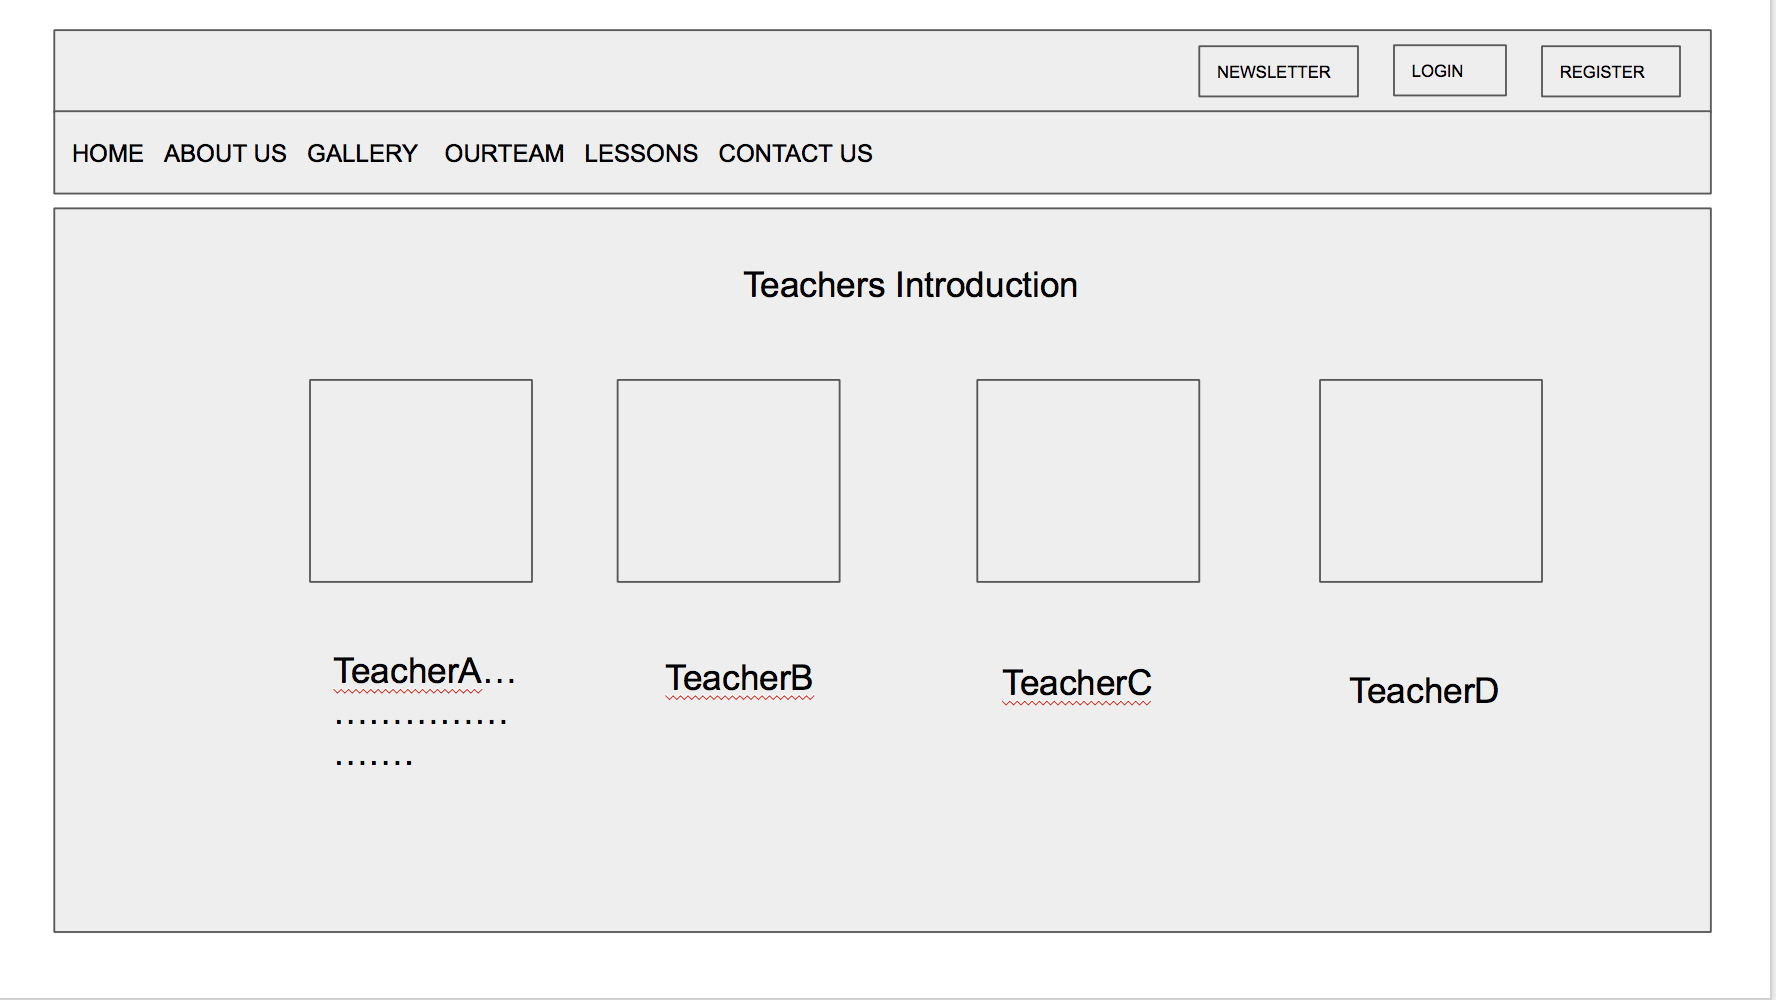 NEWSLETTER
LOGIN
REGISTER
HOME ABOUT US GALLERY OURTEAM LESSONS CONTACT US
Teachers Introduction
TeacherA…
……………
…….
TeacherB
TeacherC
TeacherD